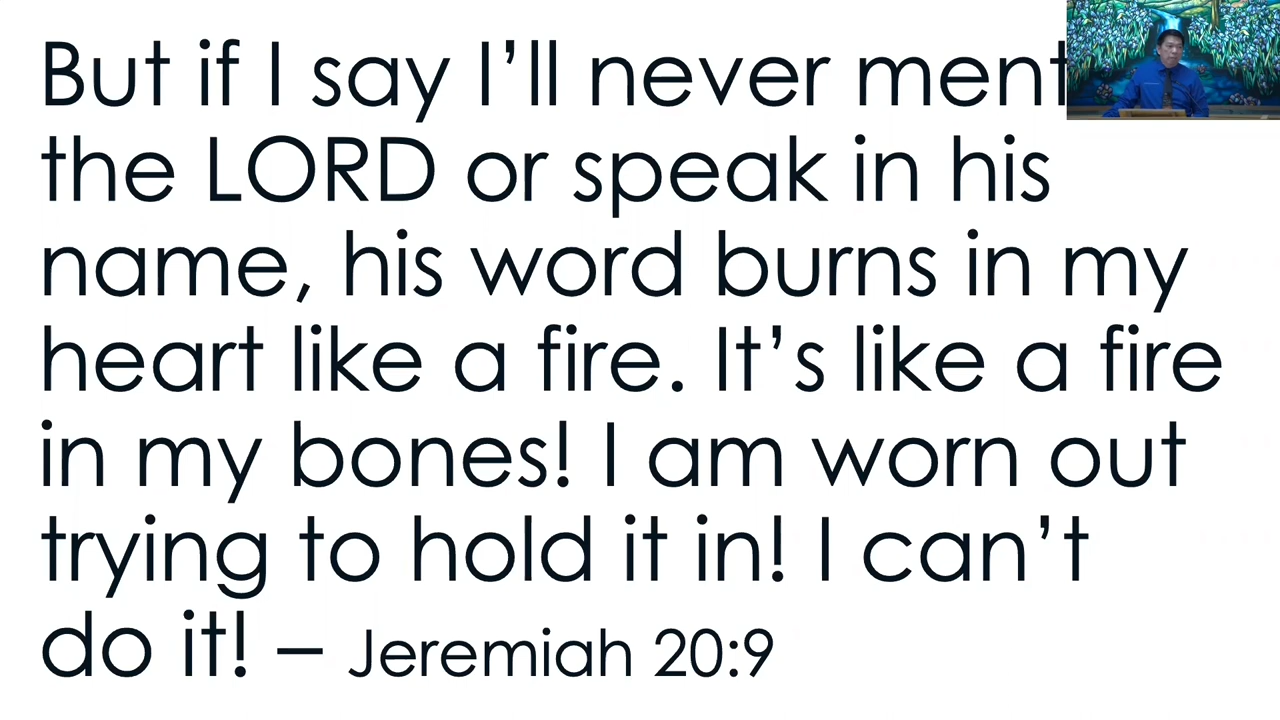 But if I say I’ll never ment
the LORD or speak in his
name, his word burns in my
heart like a fire. It’s like a fire
in my bones! I am worn out
trying to hold it in! I can’t
do it! – Jeremiah 20:9